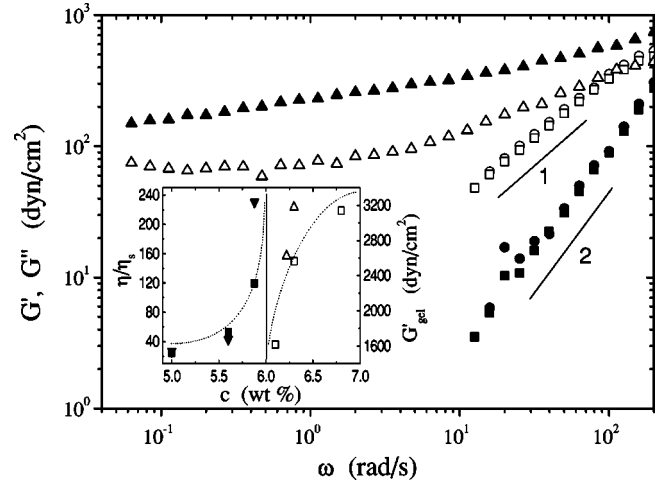 10³
10²
10¹
10⁰
G', G'' (dyn/cm²)
1
2
240
200
160
120
80
40
η/ηₛ
3200
2800
2400
2000
1600
G'gel (dyn/cm²)
5.0 5.5 6.0 6.5 7.0
c (wt %)
10⁻¹ 10⁰ 10¹ 10²
ω (rad/s)